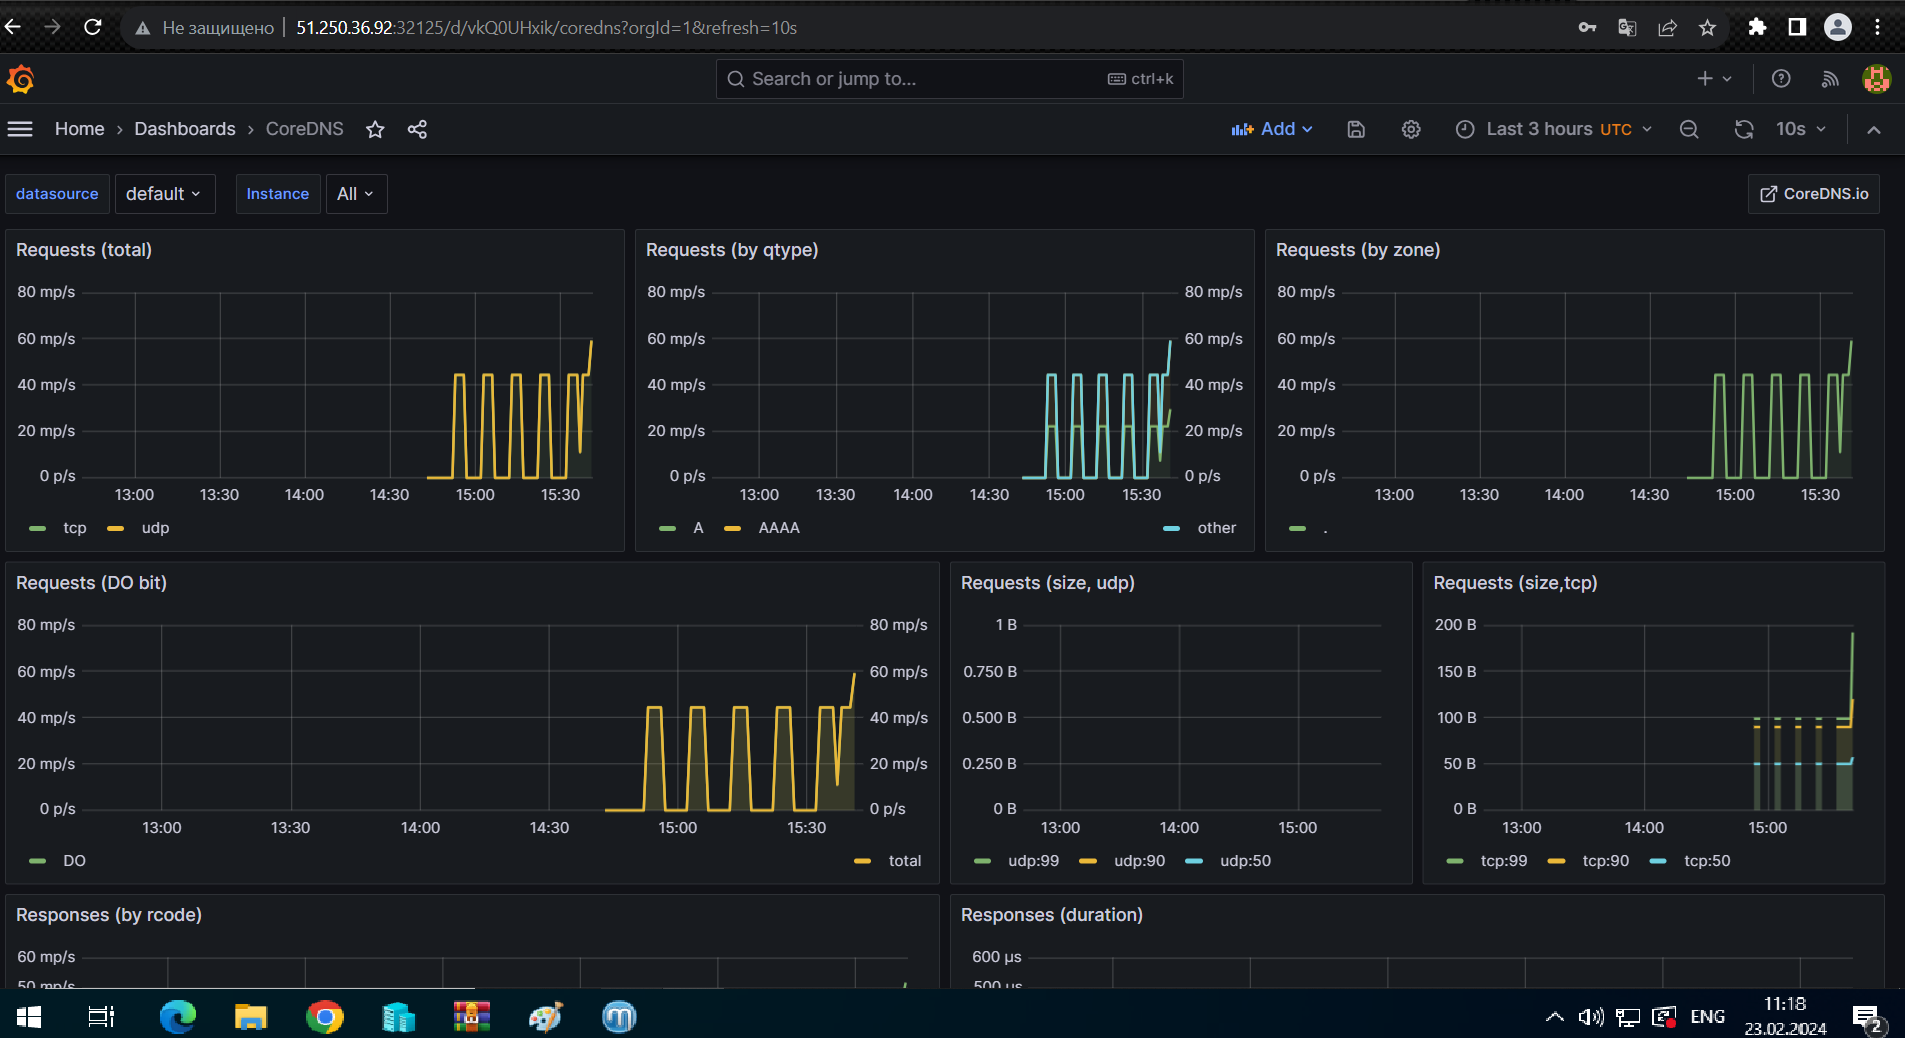 Не защищено | 51.250.36.92:32125/d/vkQ0UHxik/coredns?orgId=1&refresh=10s
Search or jump to... ctrl+k
Home › Dashboards › CoreDNS Add Last 3 hours UTC 10s
datasource default Instance All CoreDNS.io
Requests (total)
80 mp/s
60 mp/s
40 mp/s
20 mp/s
0 p/s
13:00 13:30 14:00 14:30 15:00 15:30
tcp udp
Requests (by qtype)
80 mp/s 80 mp/s
60 mp/s 60 mp/s
40 mp/s 40 mp/s
20 mp/s 20 mp/s
0 p/s 0 p/s
13:00 13:30 14:00 14:30 15:00 15:30
A AAAA other
Requests (by zone)
80 mp/s
60 mp/s
40 mp/s
20 mp/s
0 p/s
13:00 13:30 14:00 14:30 15:00 15:30
.
Requests (DO bit)
80 mp/s 80 mp/s
60 mp/s 60 mp/s
40 mp/s 40 mp/s
20 mp/s 20 mp/s
0 p/s 0 p/s
13:00 13:30 14:00 14:30 15:00 15:30
DO total
Requests (size, udp)
1 B
0.750 B
0.500 B
0.250 B
0 B
13:00 14:00 15:00
udp:99 udp:90 udp:50
Requests (size,tcp)
200 B
150 B
100 B
50 B
0 B
13:00 14:00 15:00
tcp:99 tcp:90 tcp:50
Responses (by rcode)
60 mp/s
50 mp/s
Responses (duration)
600 µs
500 µs
ENG 11:18
23.02.2024 2